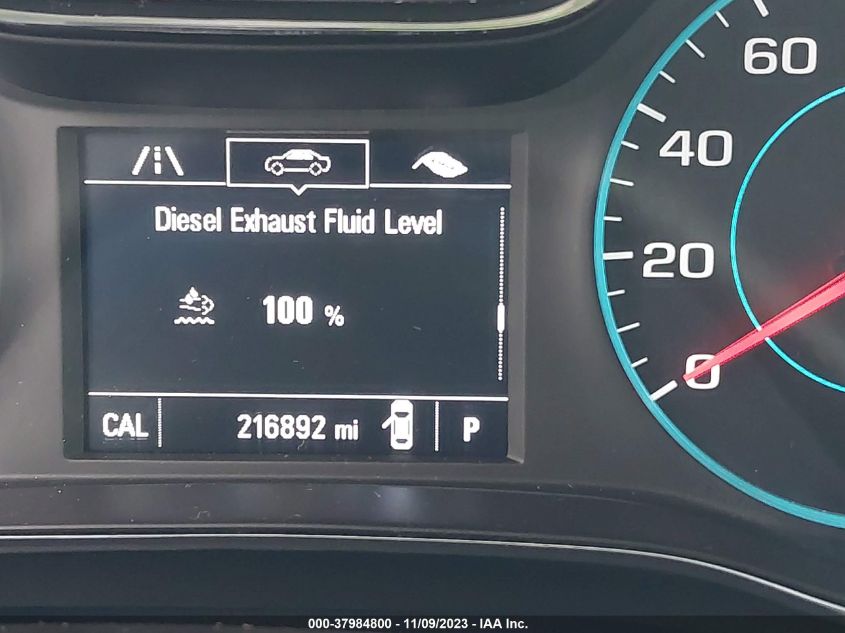 60
40
20
0
Diesel Exhaust Fluid Level
100 %
CAL 216892 mi P
000-37984800 - 11/09/2023 - IAA Inc.